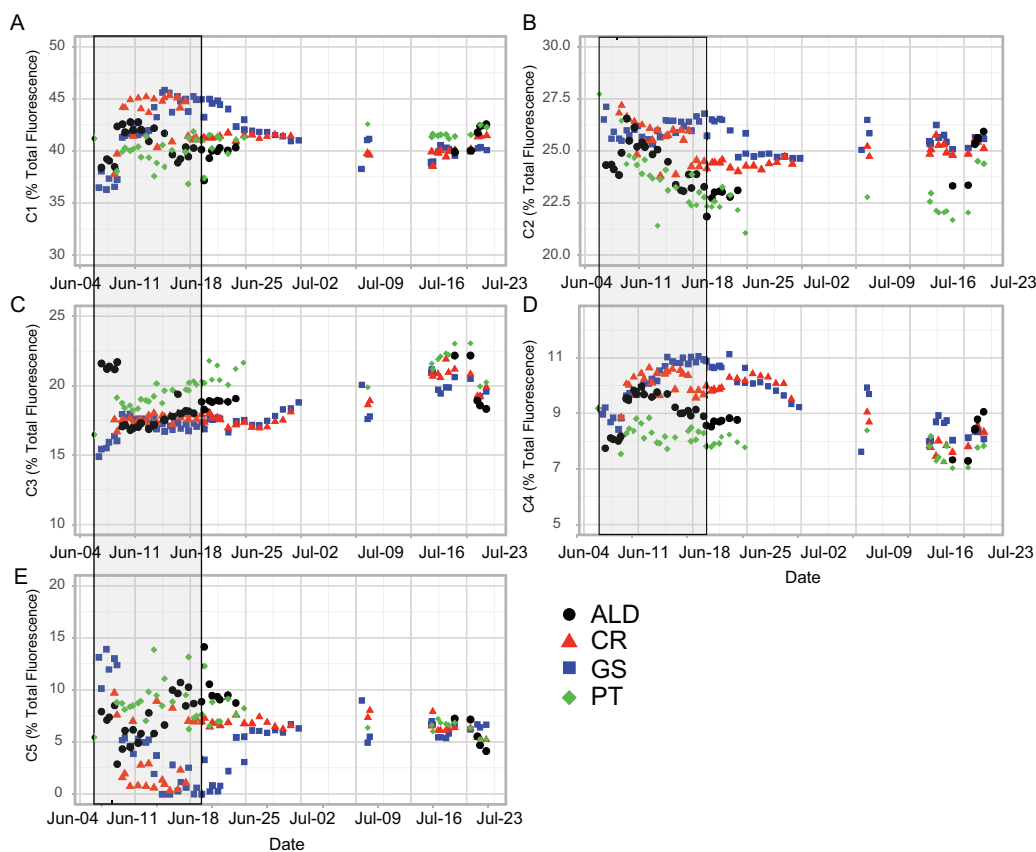 A
C1 (% Total Fluorescence)
50
45
40
35
30
Jun-04 Jun-11 Jun-18 Jun-25 Jul-02 Jul-09 Jul-16 Jul-23
B
C2 (% Total Fluorescence)
30.0
27.5
25.0
22.5
20.0
Jun-04 Jun-11 Jun-18 Jun-25 Jul-02 Jul-09 Jul-16 Jul-23
C
C3 (% Total Fluorescence)
25
20
15
10
Jun-04 Jun-11 Jun-18 Jun-25 Jul-02 Jul-09 Jul-16 Jul-23
D
C4 (% Total Fluorescence)
11
9
7
5
Jun-04 Jun-11 Jun-18 Jun-25 Jul-02 Jul-09 Jul-16 Jul-23
Date
E
C5 (% Total Fluorescence)
20
15
10
5
0
Jun-04 Jun-11 Jun-18 Jun-25 Jul-02 Jul-09 Jul-16 Jul-23
Date
ALD
CR
GS
PT